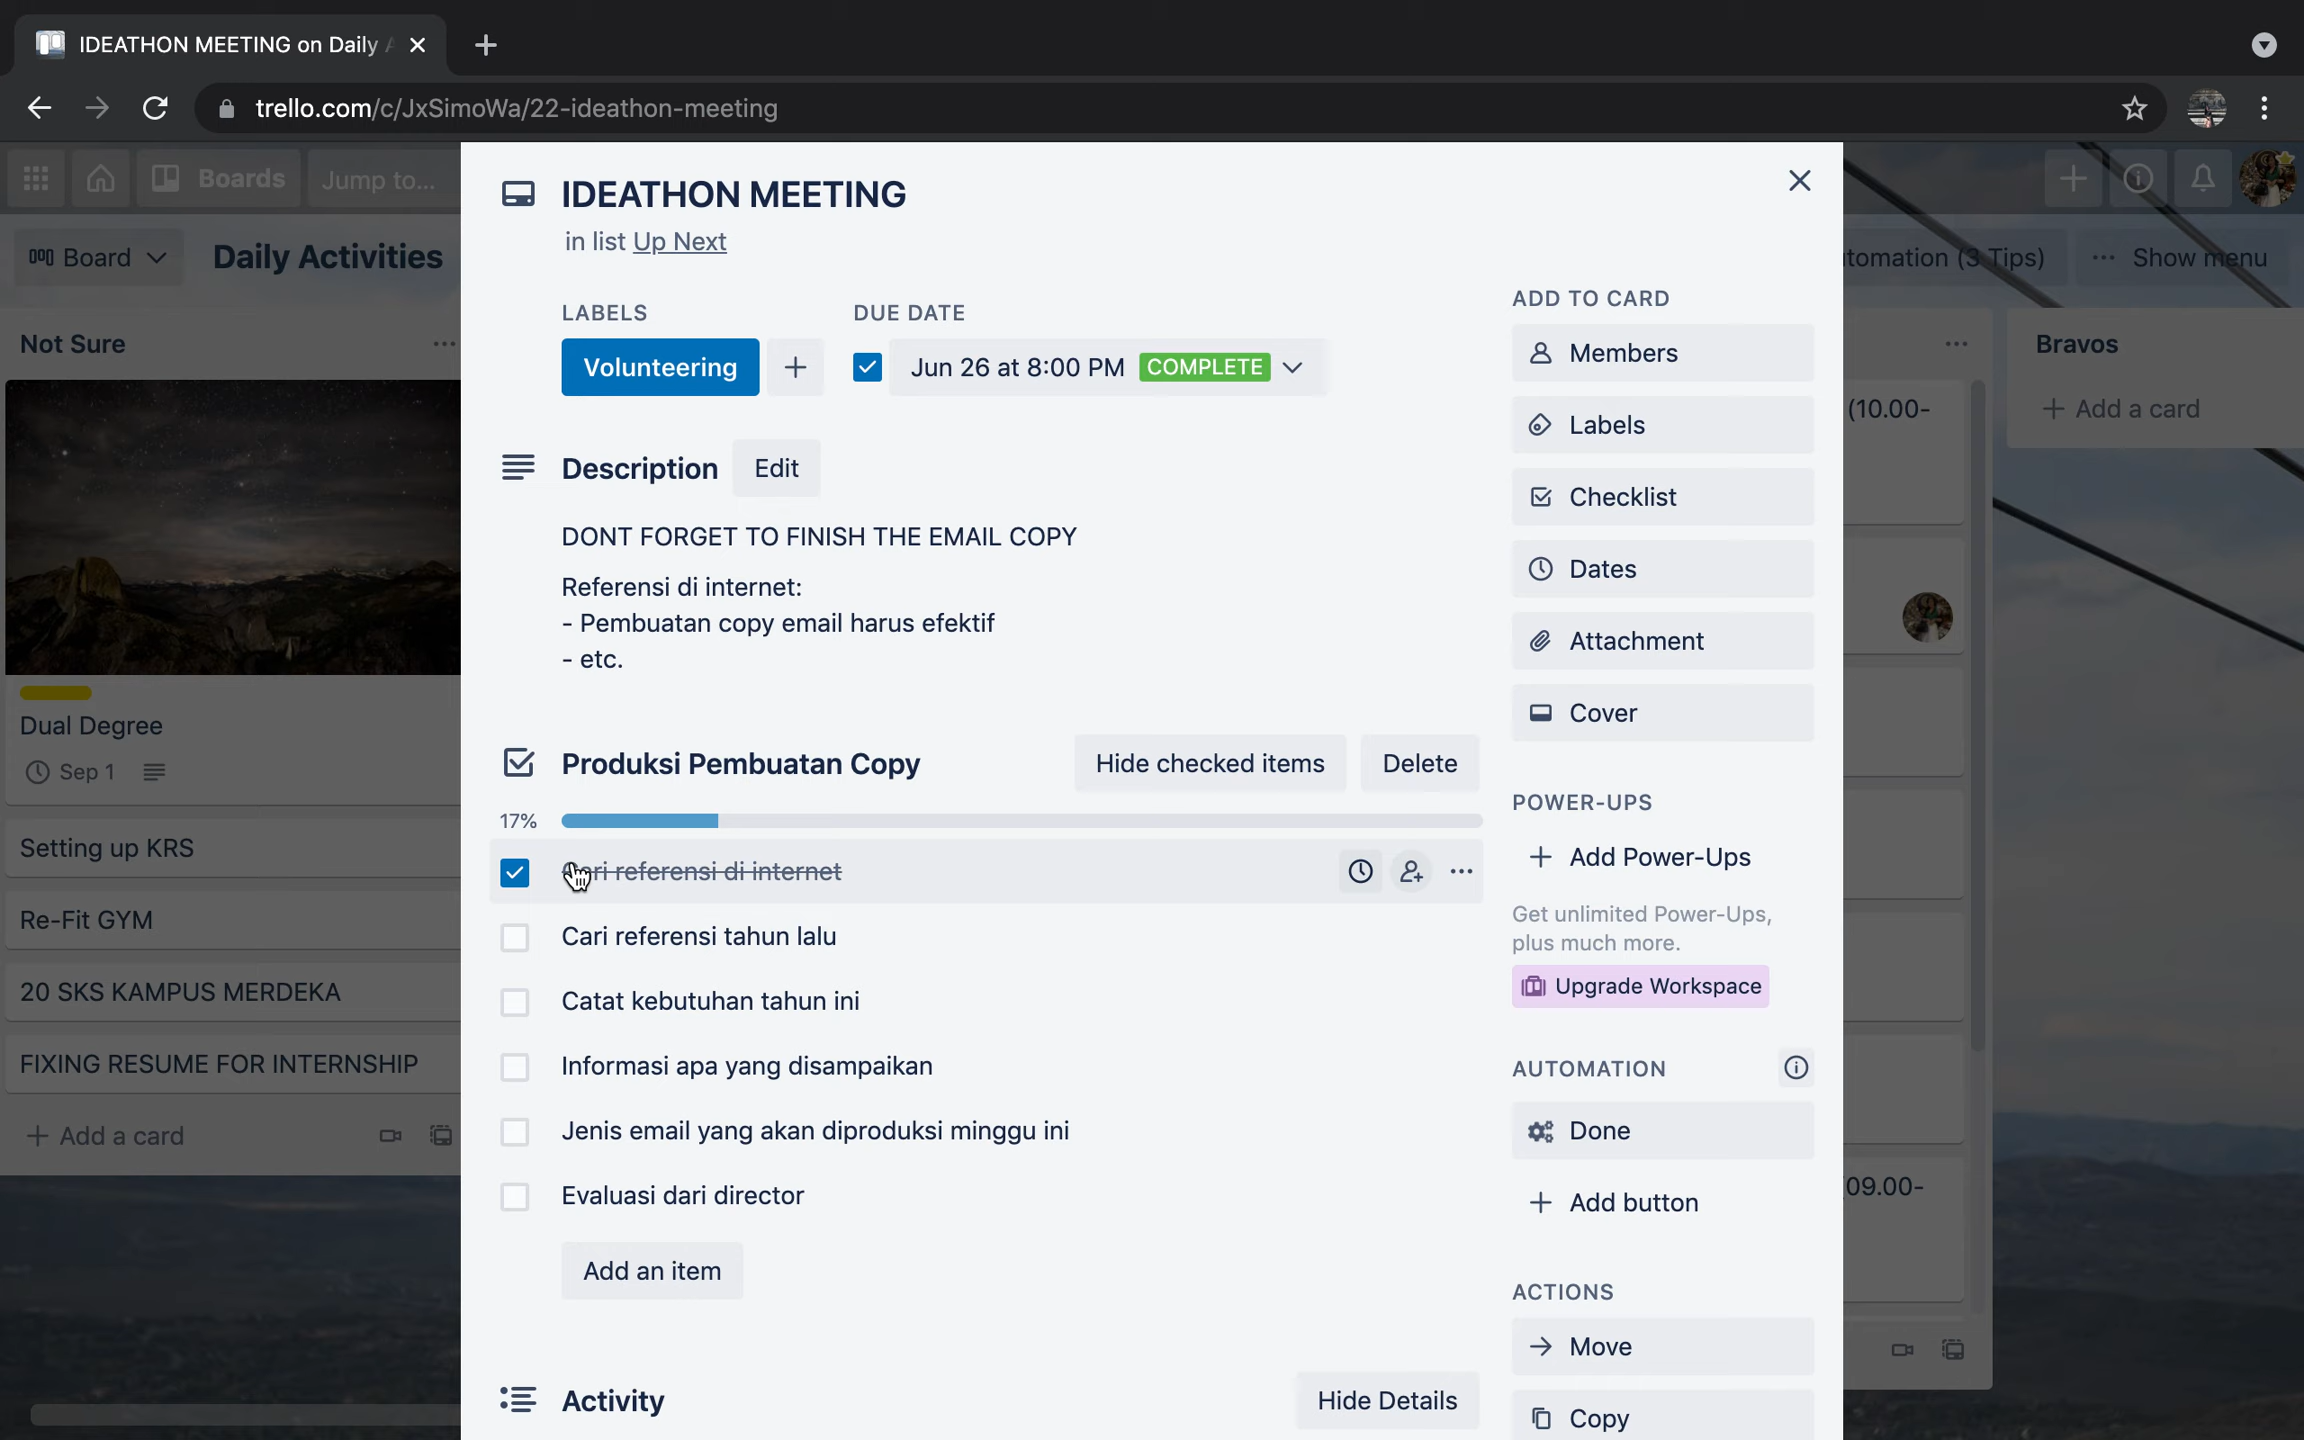 IDEATHON MEETING on Daily
trello.com/c/JxSimoWa/22-ideathon-meeting
Boards
Jump to...
Board
Daily Activities
(3 Tips)
Show menu
Not Sure
Dual Degree
Sep 1
Setting up KRS
Re-Fit GYM
20 SKS KAMPUS MERDEKA
FIXING RESUME FOR INTERNSHIP
Add a card
IDEATHON MEETING
in list Up Next
LABELS
DUE DATE
Volunteering
Jun 26 at 8:00 PM COMPLETE
Description
Edit
DONT FORGET TO FINISH THE EMAIL COPY
Referensi di internet:
- Pembuatan copy email harus efektif
- etc.
Produksi Pembuatan Copy
Hide checked items
Delete
17%
Cari referensi di internet
Cari referensi tahun lalu
Catat kebutuhan tahun ini
Informasi apa yang disampaikan
Jenis email yang akan diproduksi minggu ini
Evaluasi dari director
Add an item
Activity
Hide Details
ADD TO CARD
Members
Labels
Checklist
Dates
Attachment
Cover
POWER-UPS
Add Power-Ups
Get unlimited Power-Ups,
plus much more.
Upgrade Workspace
AUTOMATION
Done
Add button
ACTIONS
Move
Copy
(10.00-
09.00-
Bravos
Add a card